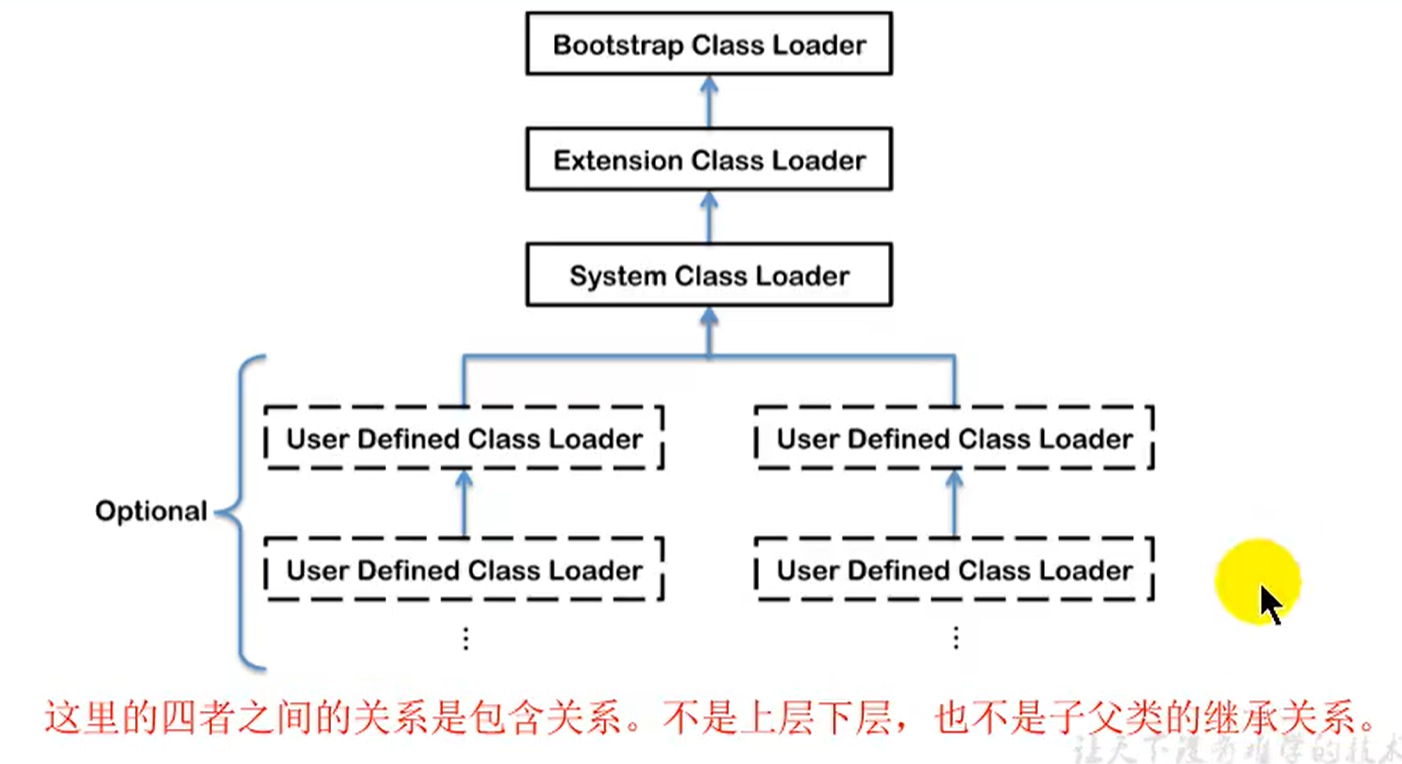 Bootstrap Class Loader
Extension Class Loader
System Class Loader
User Defined Class Loader
User Defined Class Loader
Optional
User Defined Class Loader
User Defined Class Loader
这里的四者之间的关系是包含关系。不是上层下层，也不是子父类的继承关系。
让天下没有难学的技术